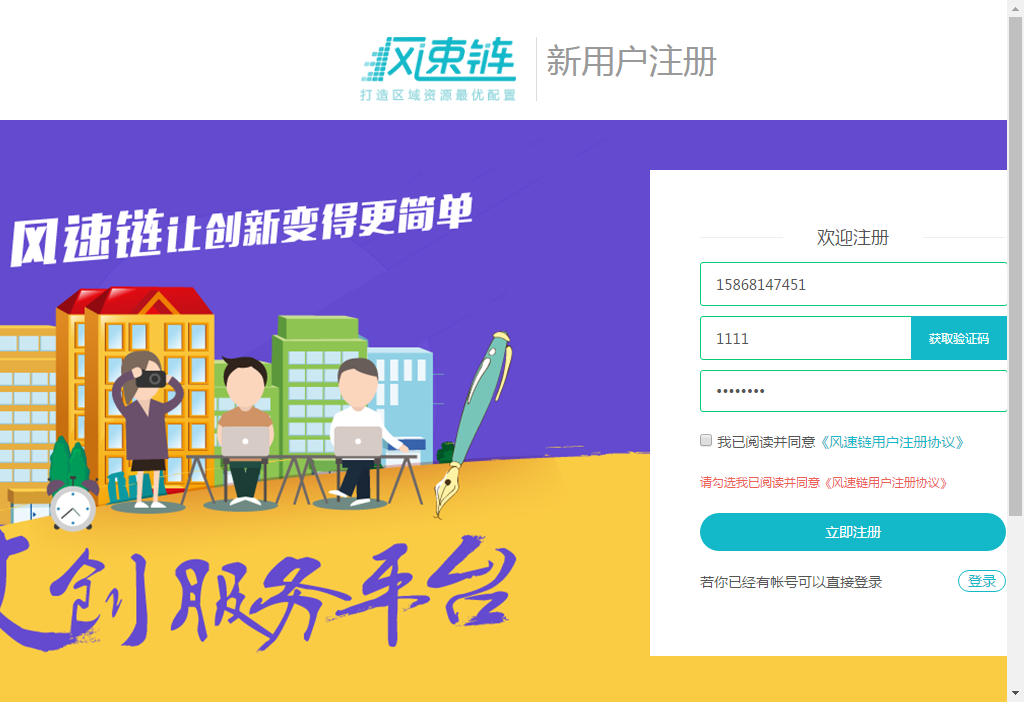 风速链
打造区域资源最优配置
新用户注册
风速链让创新变得更简单
文创服务平台
欢迎注册
15868147451
1111
获取验证码
••••••••
我已阅读并同意《风速链用户注册协议》
请勾选我已阅读并同意《风速链用户注册协议》
立即注册
若你已经有帐号可以直接登录
登录